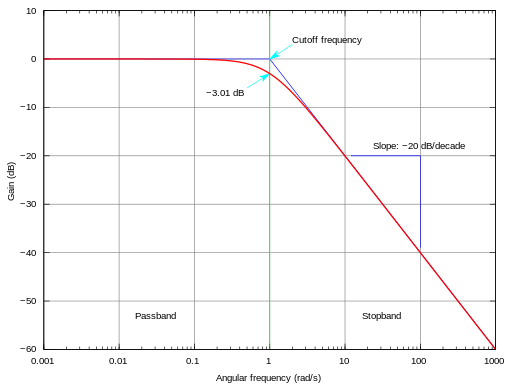 10
0
−10
−20
−30
−40
−50
−60
Gain (dB)
Cutoff frequency
−3.01 dB
Slope: −20 dB/decade
Passband
Stopband
0.001
0.01
0.1
1
10
100
1000
Angular frequency (rad/s)